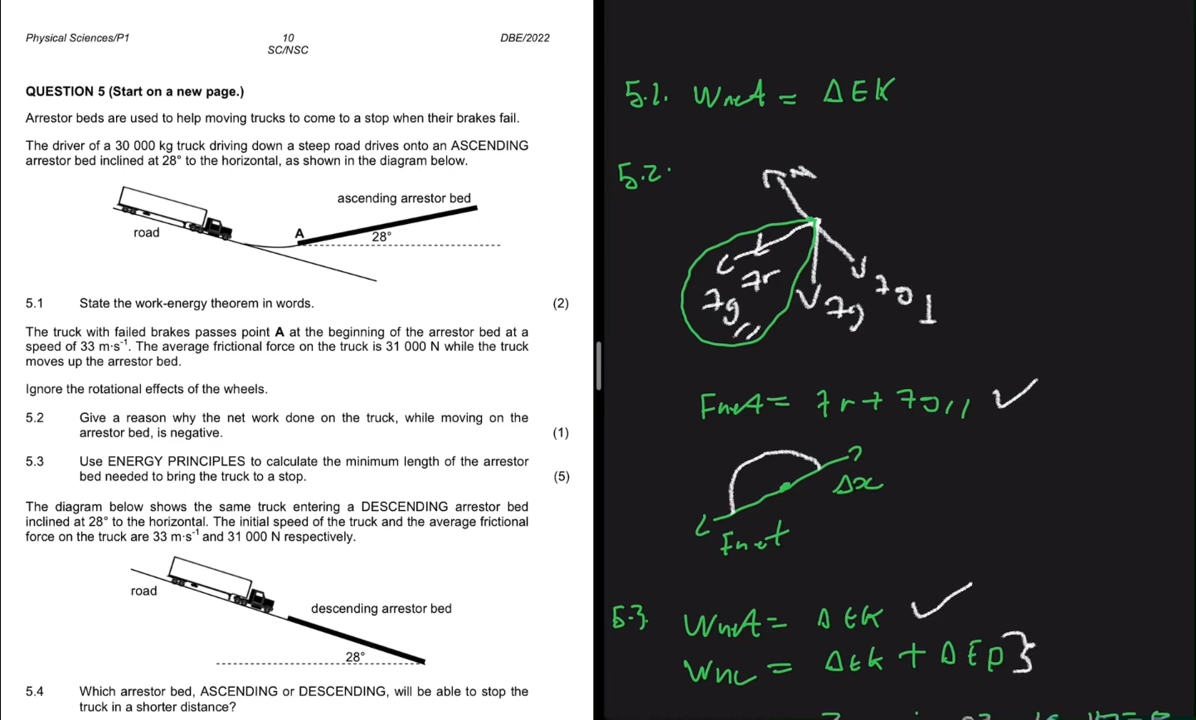 Physical Sciences/P1
10
SC/NSC
DBE/2022
QUESTION 5 (Start on a new page.)
Arrestor beds are used to help moving trucks to come to a stop when their brakes fail.
The driver of a 30 000 kg truck driving down a steep road drives onto an ASCENDING
arrestor bed inclined at 28° to the horizontal, as shown in the diagram below.
ascending arrestor bed
road
A
28°
5.1 State the work-energy theorem in words. (2)
The truck with failed brakes passes point A at the beginning of the arrestor bed at a
speed of 33 m·s⁻¹. The average frictional force on the truck is 31 000 N while the truck
moves up the arrestor bed.
Ignore the rotational effects of the wheels.
5.2 Give a reason why the net work done on the truck, while moving on the
arrestor bed, is negative. (1)
5.3 Use ENERGY PRINCIPLES to calculate the minimum length of the arrestor
bed needed to bring the truck to a stop. (5)
The diagram below shows the same truck entering a DESCENDING arrestor bed
inclined at 28° to the horizontal. The initial speed of the truck and the average frictional
force on the truck are 33 m·s⁻¹ and 31 000 N respectively.
road
descending arrestor bed
28°
5.4 Which arrestor bed, ASCENDING or DESCENDING, will be able to stop the
truck in a shorter distance?
5.1. Wnet = ΔEK
5.2.
N
Fr
Fg
//
Fg
Fg⊥
Fnet = Fr + Fg//
Δx
Fnet
5.3. Wnet = ΔEK
Wnc = ΔEk + ΔEp }